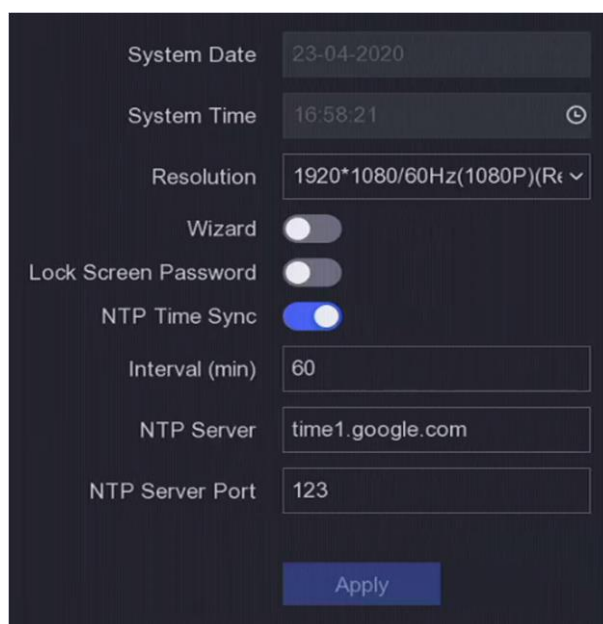 System Date 23-04-2020
System Time 16:58:21
Resolution 1920*1080/60Hz(1080P)(Re
Wizard
Lock Screen Password
NTP Time Sync
Interval (min) 60
NTP Server time1.google.com
NTP Server Port 123
Apply